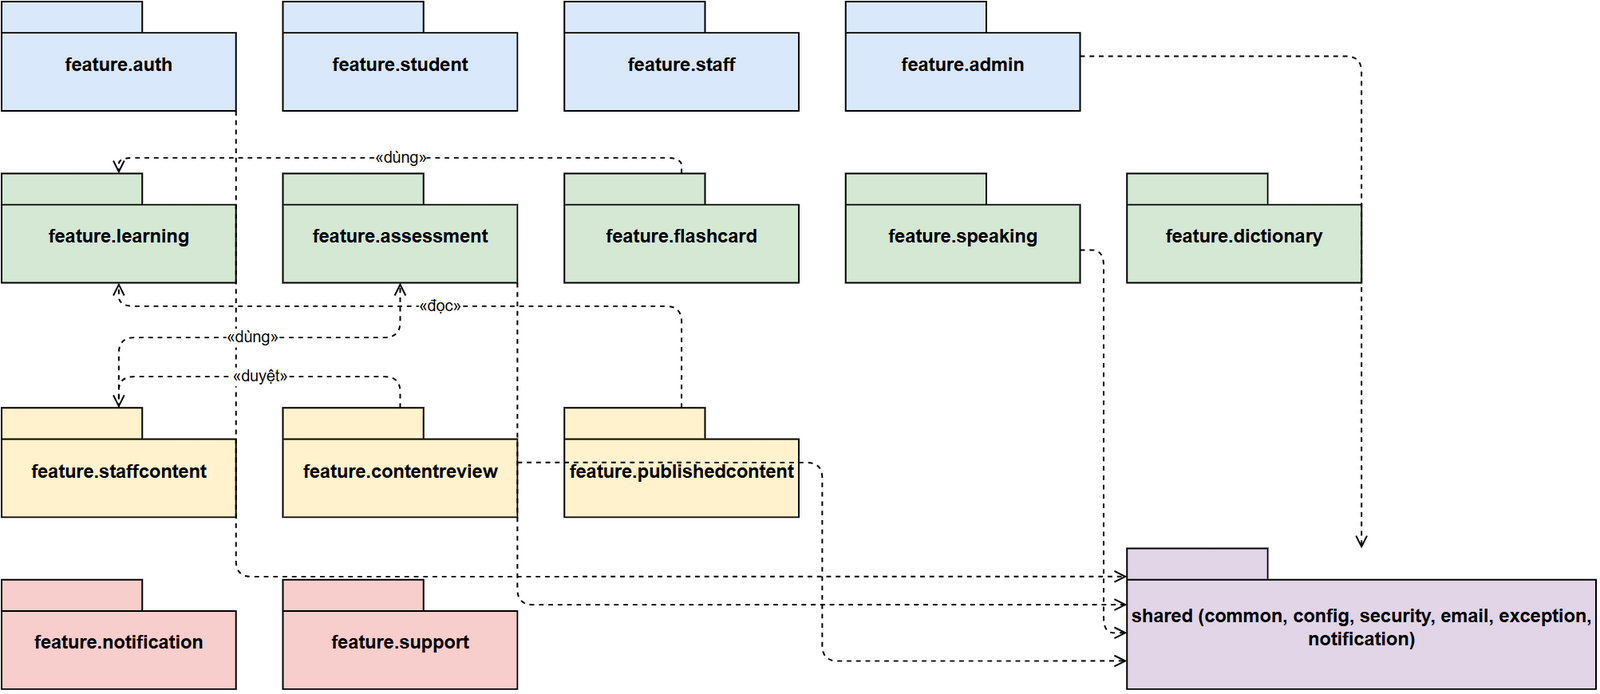 feature.auth
feature.student
feature.staff
feature.admin
«dùng»
feature.learning
feature.assessment
feature.flashcard
feature.speaking
feature.dictionary
«đọc»
«dùng»
«duyệt»
feature.staffcontent
feature.contentreview
feature.publishedcontent
feature.notification
feature.support
shared (common, config, security, email, exception,
notification)